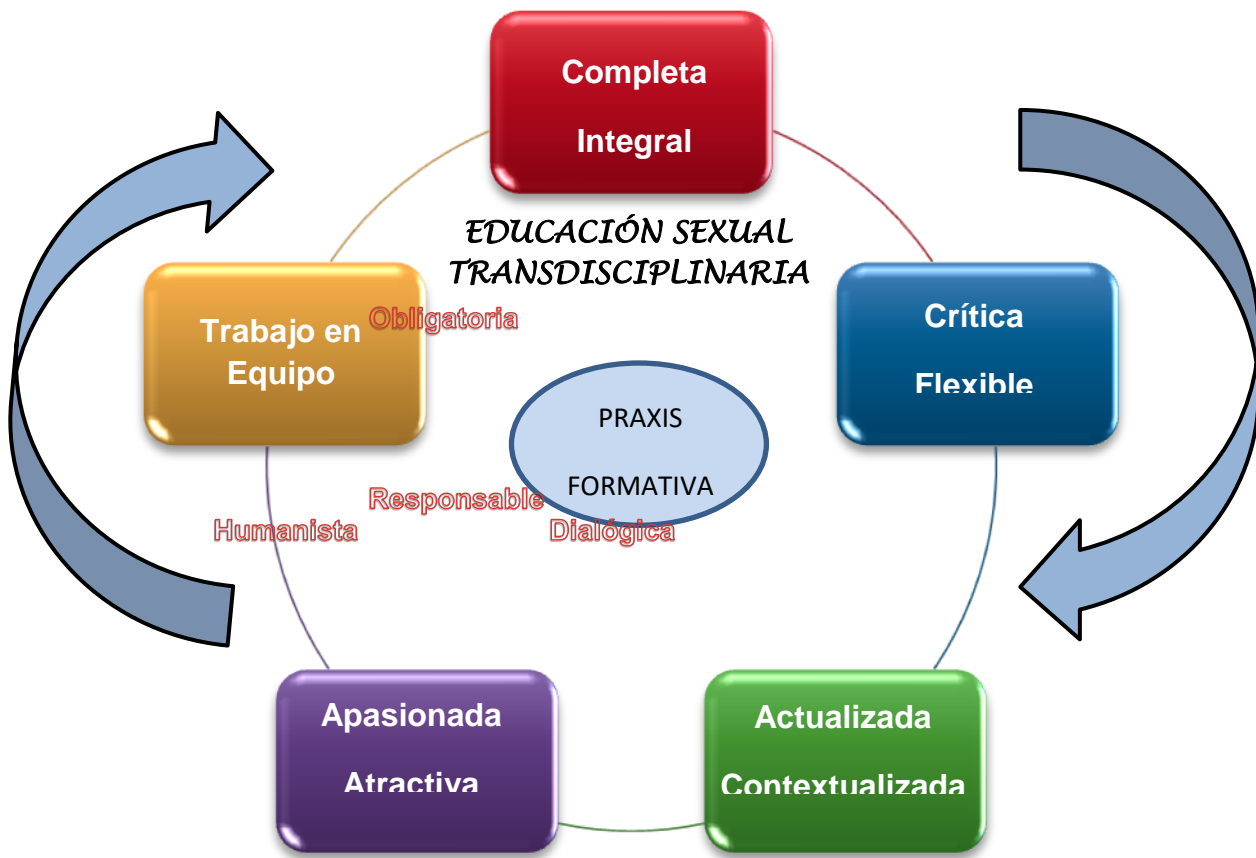 Completa
Integral
EDUCACIÓN SEXUAL
TRANSDISCIPLINARIA
Trabajo en
Equipo
Obligatoria
Crítica
Flexible
PRAXIS
FORMATIVA
Responsable
Humanista
Dialógica
Apasionada
Atractiva
Actualizada
Contextualizada